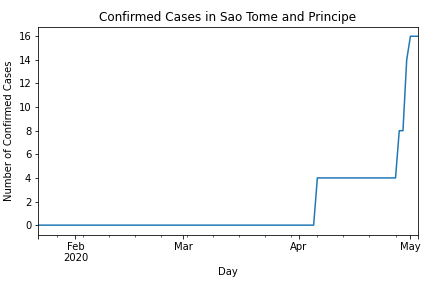 Confirmed Cases in Sao Tome and Principe
Number of Confirmed Cases
16
14
12
10
8
6
4
2
0
Feb
2020
Mar
Apr
May
Day